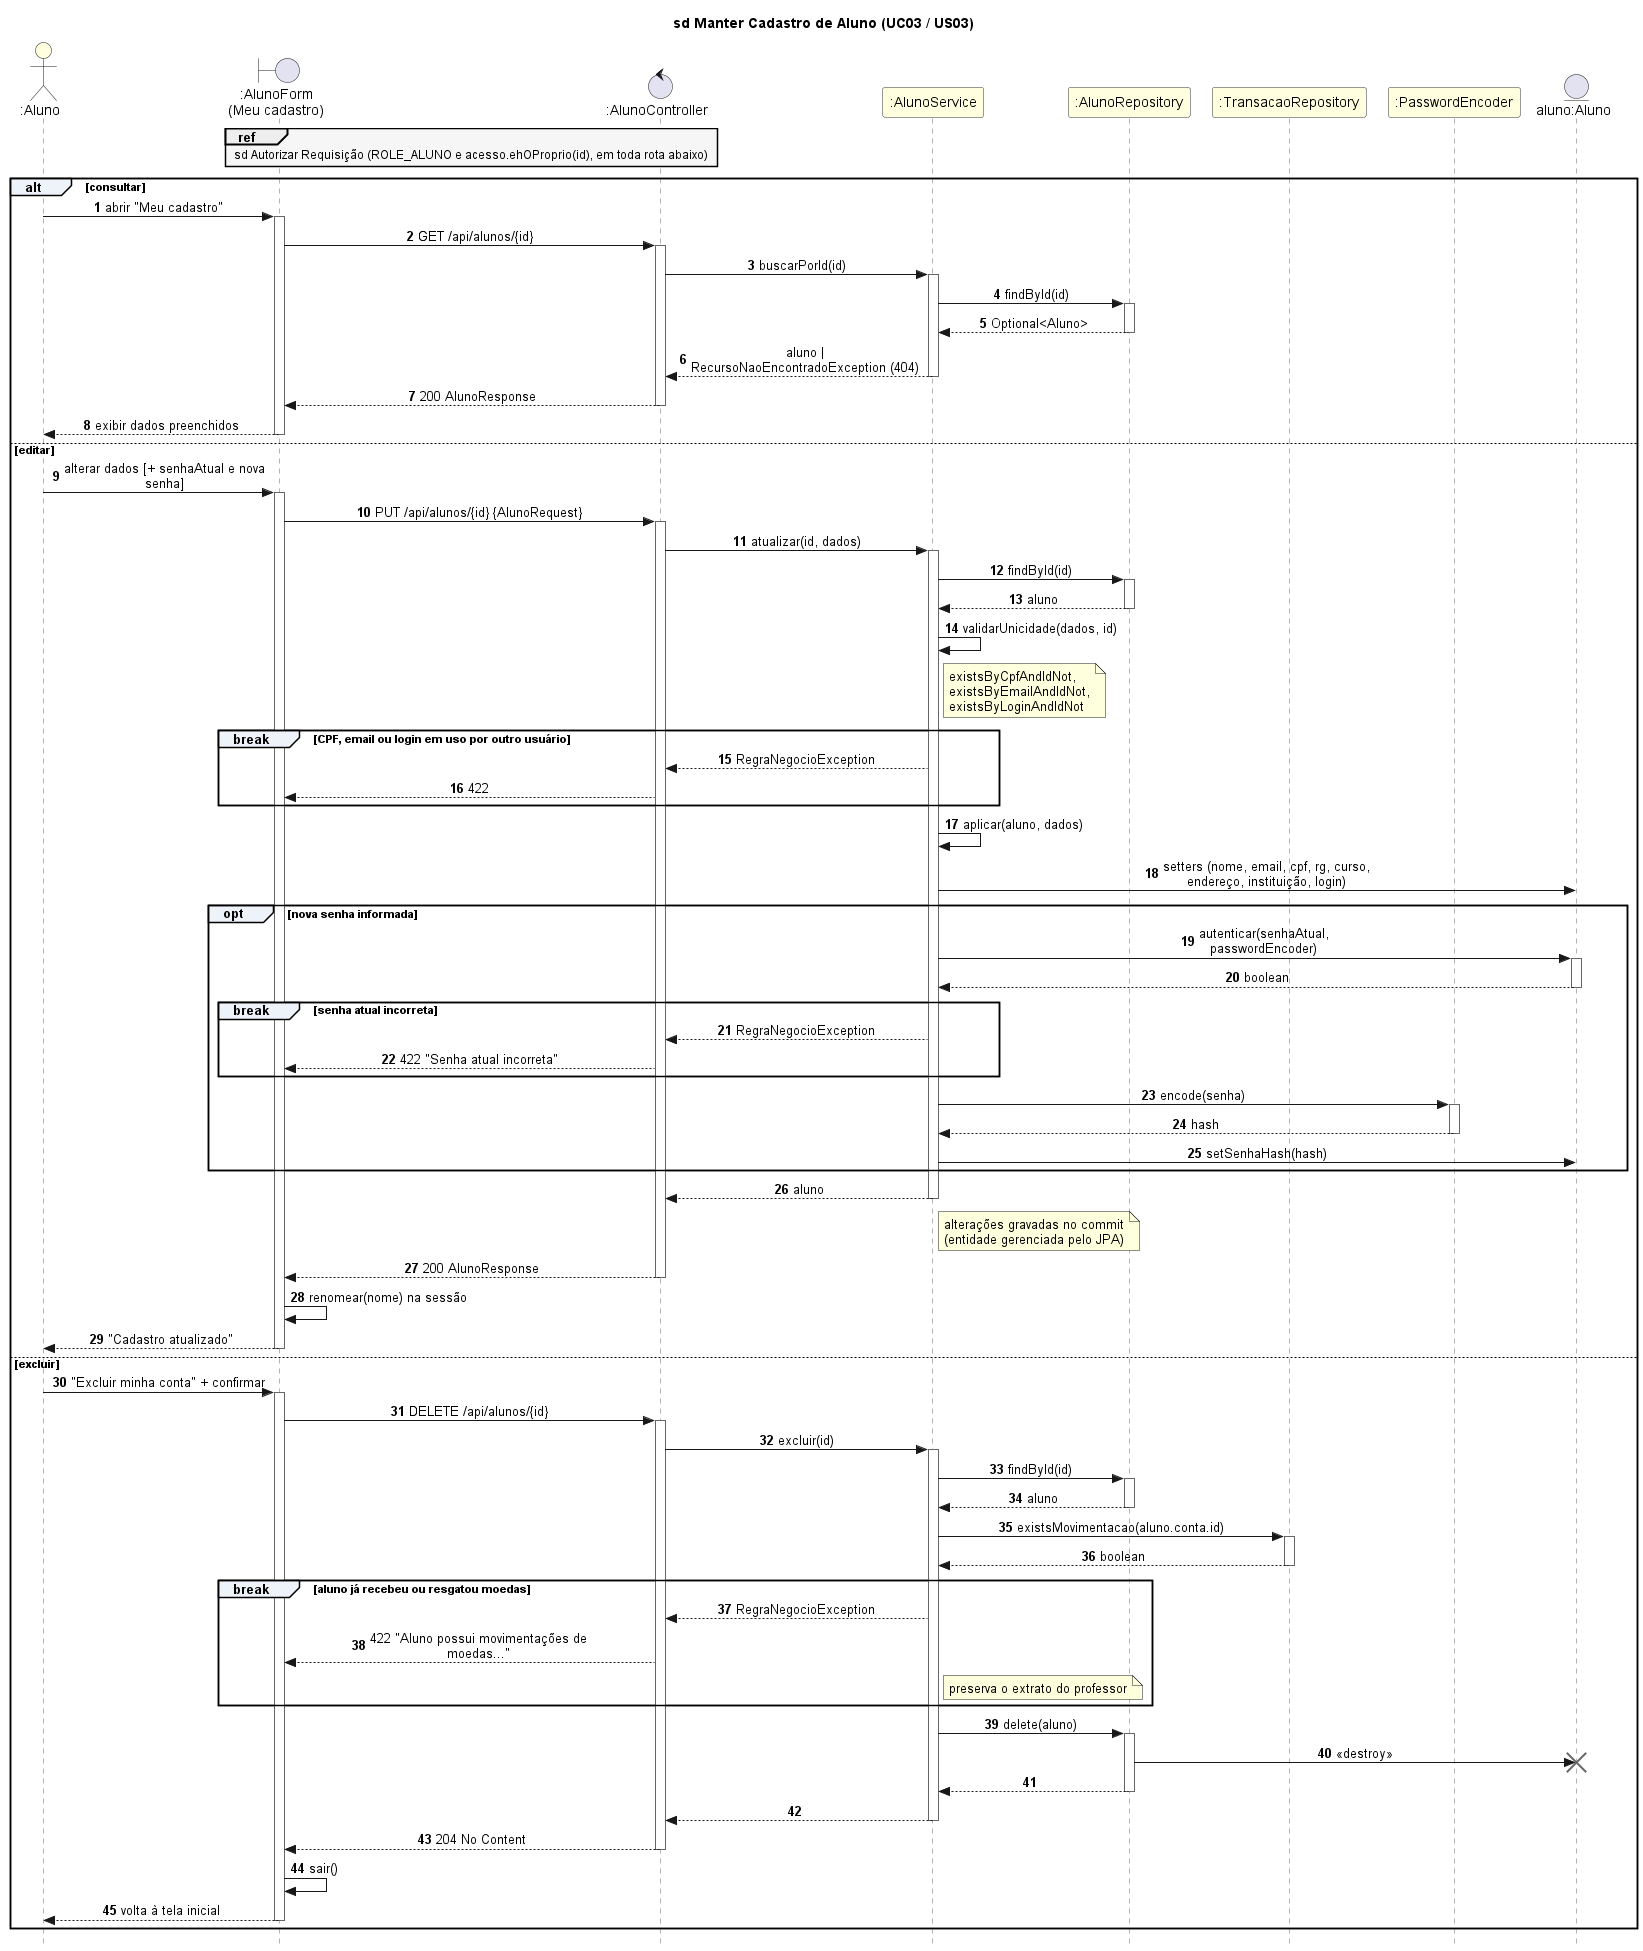 sd Manter Cadastro de Aluno (UC03 / US03)
:Aluno
:AlunoForm
(Meu cadastro)
:AlunoController
:AlunoService
:AlunoRepository
:TransacaoRepository
:PasswordEncoder
aluno:Aluno
ref
sd Autorizar Requisição (ROLE_ALUNO e acesso.ehOProprio(id), em toda rota abaixo)
alt [consultar]
1 abrir "Meu cadastro"
2 GET /api/alunos/{id}
3 buscarPorId(id)
4 findById(id)
5 Optional<Aluno>
6 aluno |
RecursoNaoEncontradoException (404)
7 200 AlunoResponse
8 exibir dados preenchidos
[editar]
9 alterar dados [+ senhaAtual e nova
senha]
10 PUT /api/alunos/{id} {AlunoRequest}
11 atualizar(id, dados)
12 findById(id)
13 aluno
14 validarUnicidade(dados, id)
existsByCpfAndIdNot,
existsByEmailAndIdNot,
existsByLoginAndIdNot
break [CPF, email ou login em uso por outro usuário]
15 RegraNegocioException
16 422
17 aplicar(aluno, dados)
18 setters (nome, email, cpf, rg, curso,
endereço, instituição, login)
opt [nova senha informada]
19 autenticar(senhaAtual,
passwordEncoder)
20 boolean
break [senha atual incorreta]
21 RegraNegocioException
22 422 "Senha atual incorreta"
23 encode(senha)
24 hash
25 setSenhaHash(hash)
26 aluno
alterações gravadas no commit
(entidade gerenciada pelo JPA)
27 200 AlunoResponse
28 renomear(nome) na sessão
29 "Cadastro atualizado"
[excluir]
30 "Excluir minha conta" + confirmar
31 DELETE /api/alunos/{id}
32 excluir(id)
33 findById(id)
34 aluno
35 existsMovimentacao(aluno.conta.id)
36 boolean
break [aluno já recebeu ou resgatou moedas]
37 RegraNegocioException
38 422 "Aluno possui movimentações de
moedas..."
preserva o extrato do professor
39 delete(aluno)
40 «destroy»
41
42
43 204 No Content
44 sair()
45 volta à tela inicial